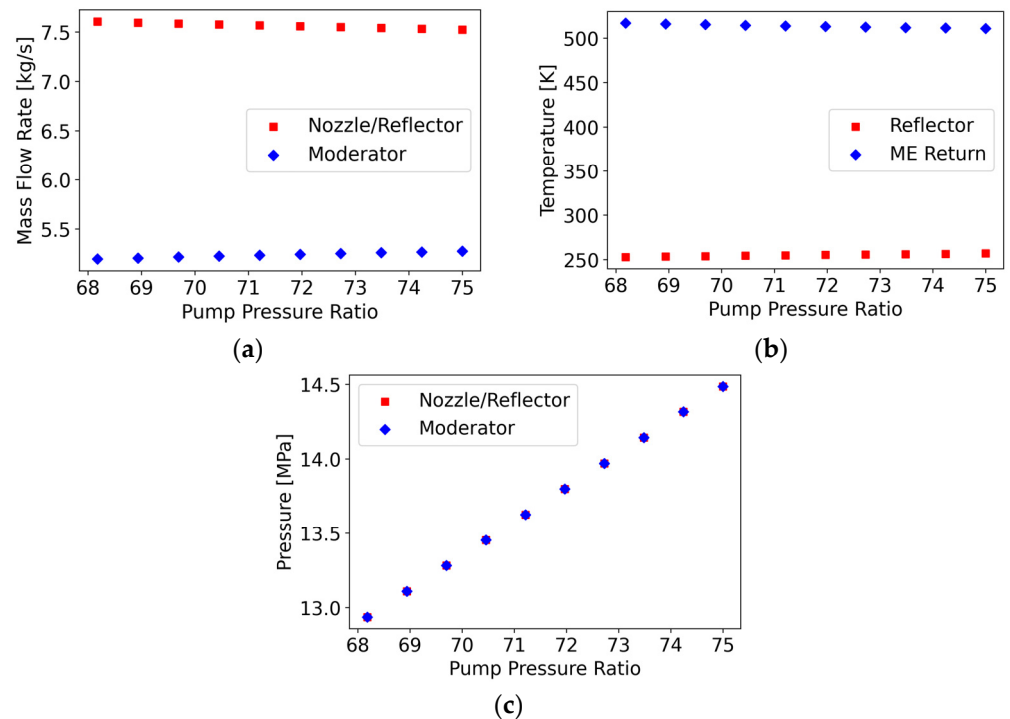 7.5
7.0
6.5
6.0
5.5
Mass Flow Rate [kg/s]
Nozzle/Reflector
Moderator
68 69 70 71 72 73 74 75
Pump Pressure Ratio
(a)
500
450
400
350
300
250
Temperature [K]
Reflector
ME Return
68 69 70 71 72 73 74 75
Pump Pressure Ratio
(b)
14.5
14.0
13.5
13.0
Pressure [MPa]
Nozzle/Reflector
Moderator
68 69 70 71 72 73 74 75
Pump Pressure Ratio
(c)